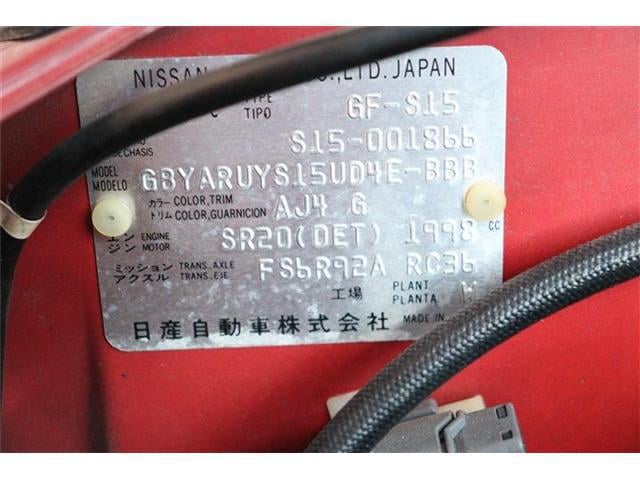 NISSAN LTD. JAPAN
TYPE
TIPO GF-S15
CHASIS S15-001866
MODEL
MODELO GBYARUYS15UD4E-BBB
カラー COLOR,TRIM
トリム COLOR,GUARNICION AJ4 G
エンジン ENGINE
MOTOR SR20(DET) 1998 CC
ミッション TRANS.,AXLE
アクスル TRANS.,EJE FS6R92A RC36
工場 PLANT
PLANTA W
日産自動車株式会社 MADE IN